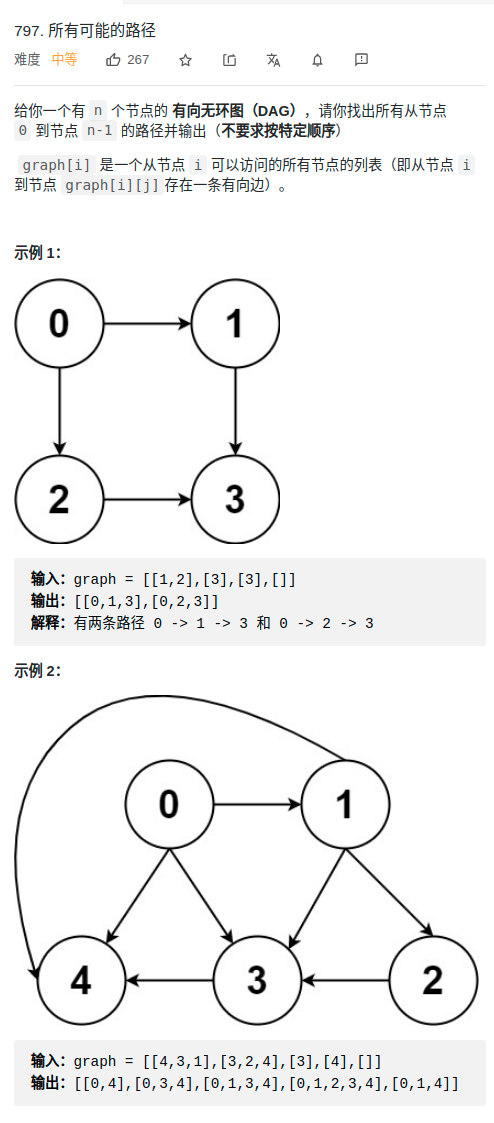 797. 所有可能的路径
难度 中等 267
给你一个有 n 个节点的 有向无环图（DAG），请你找出所有从节点
0 到节点 n-1 的路径并输出（不要求按特定顺序）
graph[i] 是一个从节点 i 可以访问的所有节点的列表（即从节点 i
到节点 graph[i][j]存在一条有向边）。
示例 1：
0 1
2 3
输入：graph = [[1,2],[3],[3],[]]
输出：[[0,1,3],[0,2,3]]
解释：有两条路径 0 -> 1 -> 3 和 0 -> 2 -> 3
示例 2：
0 1
4 3 2
输入：graph = [[4,3,1],[3,2,4],[3],[4],[]]
输出：[[0,4],[0,3,4],[0,1,3,4],[0,1,2,3,4],[0,1,4]]